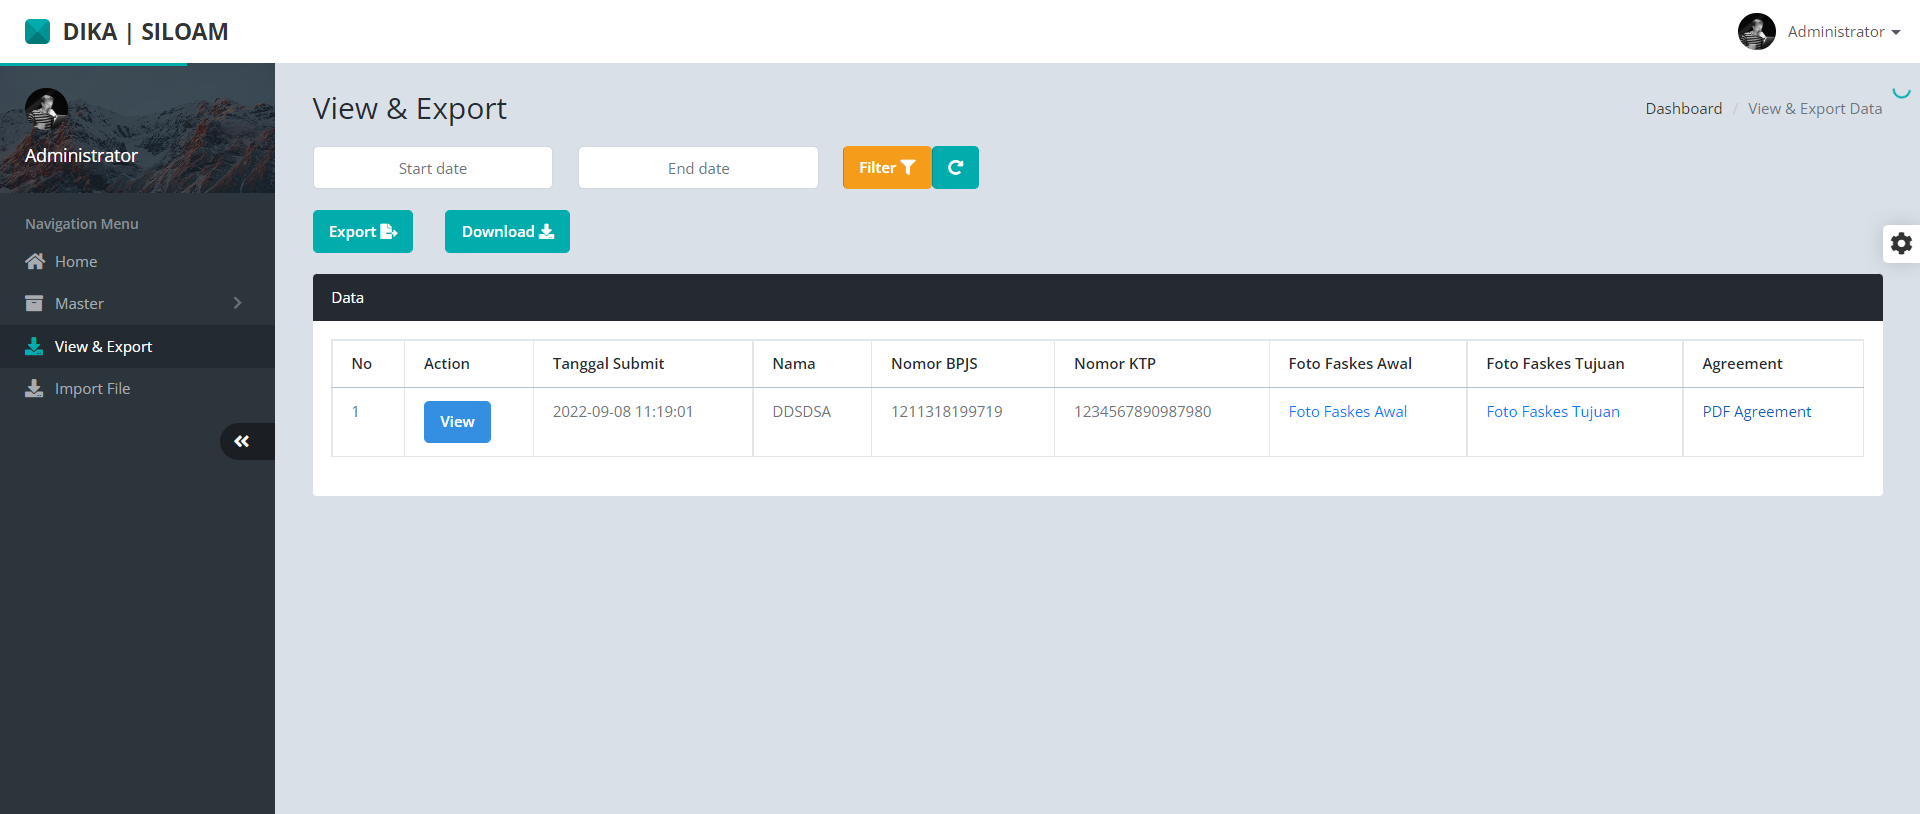 DIKA | SILOAM
Administrator
Administrator
Navigation Menu
Home
Master
View & Export
Import File
View & Export
Dashboard / View & Export Data
Start date
End date
Filter
Export
Download
Data
No Action Tanggal Submit Nama Nomor BPJS Nomor KTP Foto Faskes Awal Foto Faskes Tujuan Agreement
1 View 2022-09-08 11:19:01 DDSDSA 1211318199719 1234567890987980 Foto Faskes Awal Foto Faskes Tujuan PDF Agreement